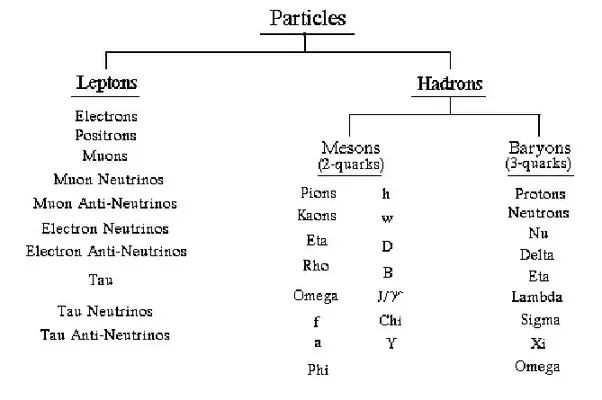 Particles
Leptons
Electrons
Positrons
Muons
Muon Neutrinos
Muon Anti-Neutrinos
Electron Neutrinos
Electron Anti-Neutrinos
Tau
Tau Neutrinos
Tau Anti-Neutrinos
Hadrons
Mesons
(2-quarks)
Pions
Kaons
Eta
Rho
Omega
f
a
Phi
h
w
D
B
Chi
Υ
Baryons
(3-quarks)
Protons
Neutrons
Nu
Delta
Eta
Lambda
Sigma
Xi
Omega